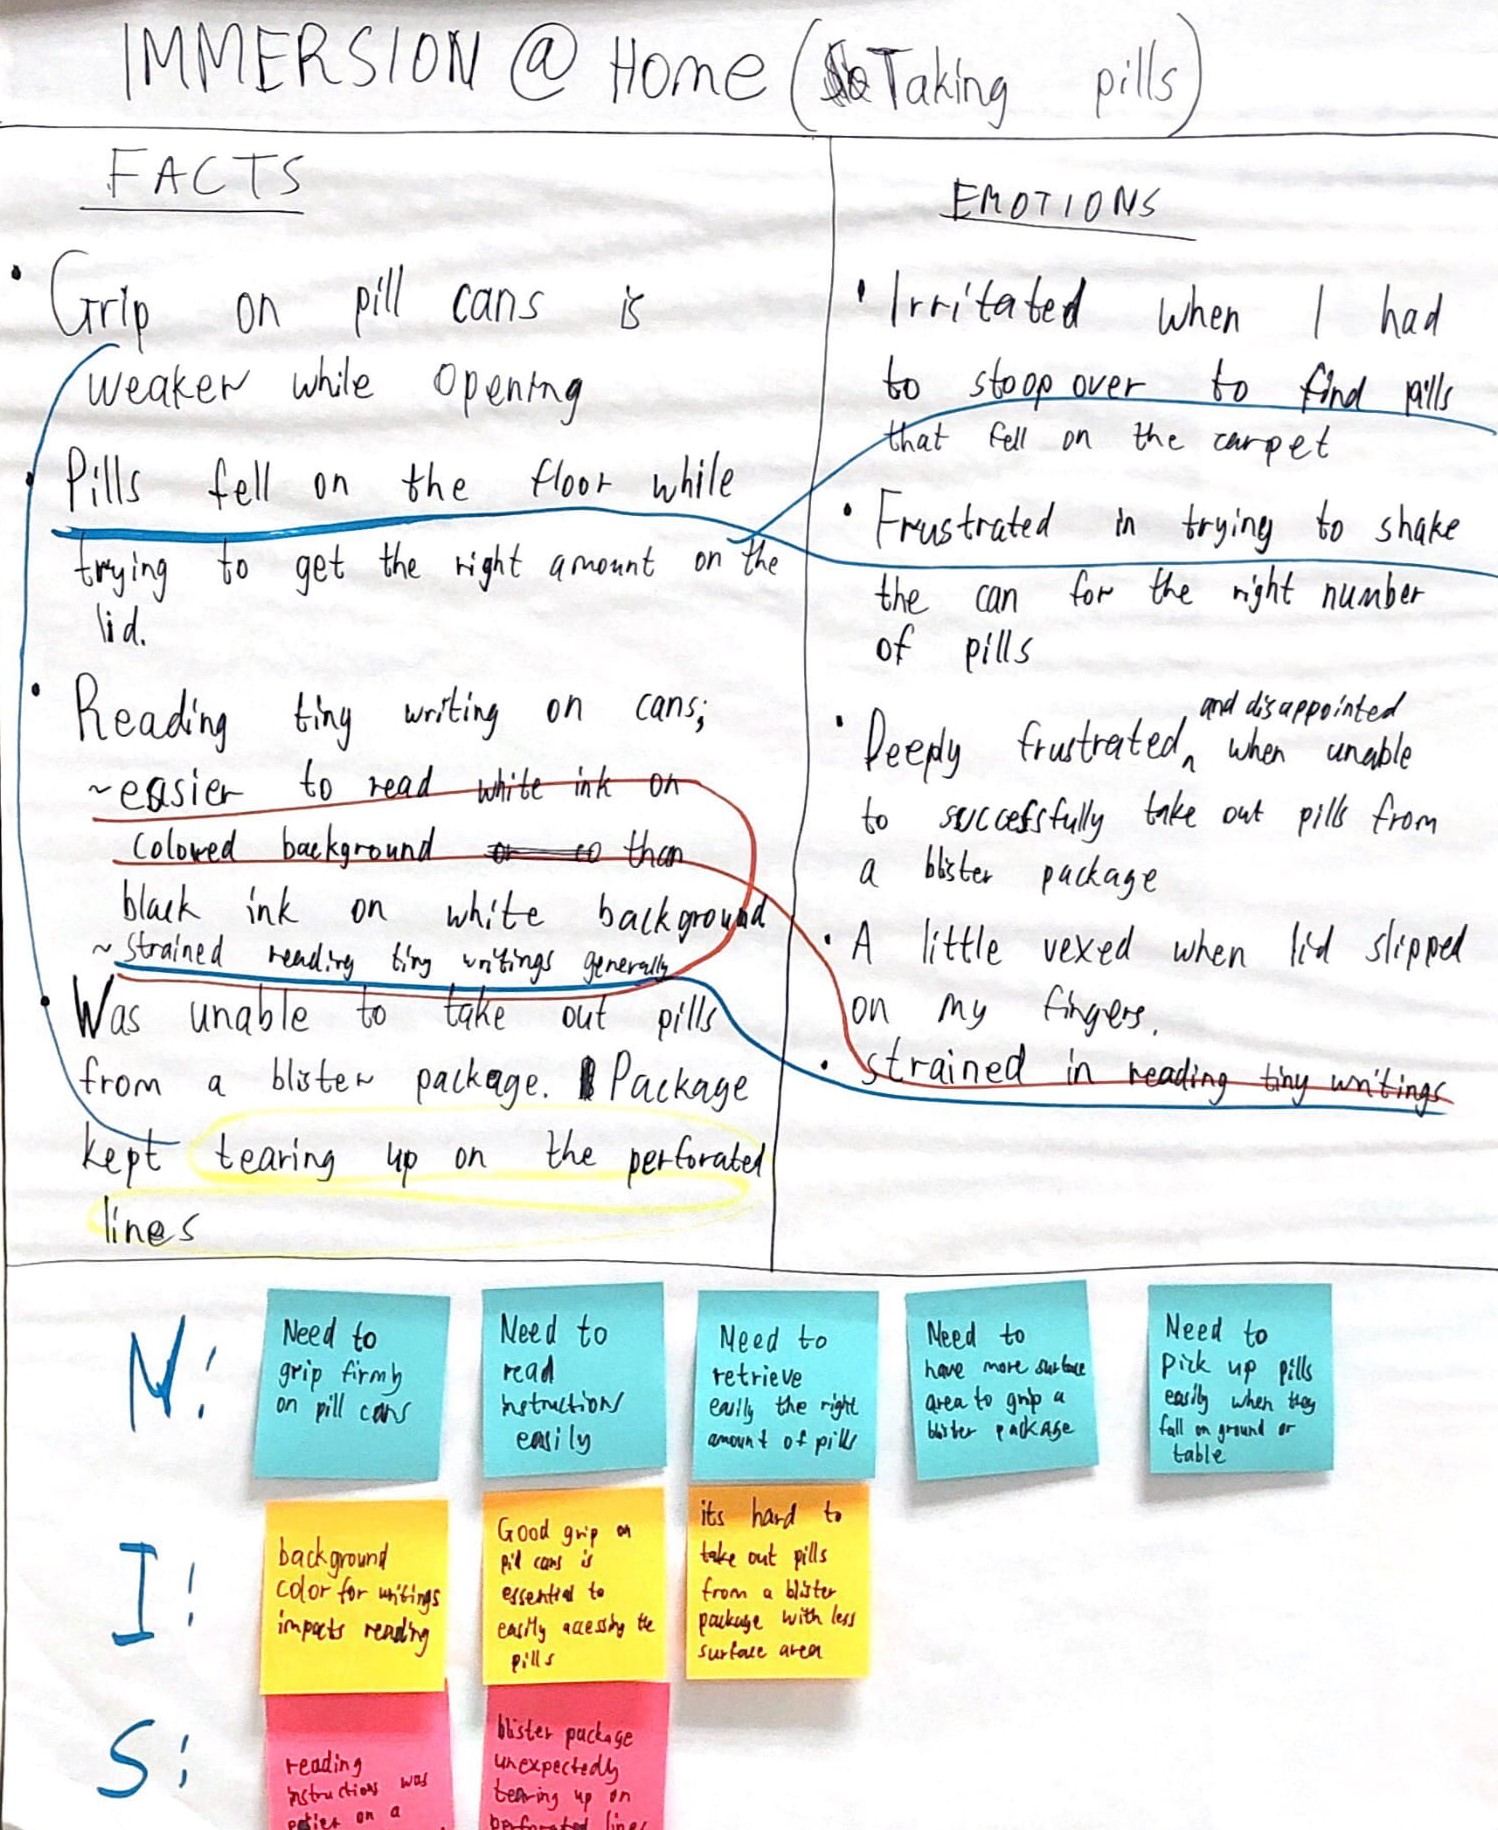 IMMERSION @ Home (Taking pills)
FACTS
• Grip on pill cans is
weaker while opening
• Pills fell on the floor while
trying to get the right amount on the
lid.
• Reading tiny writing on cans;
~easier to read white ink on
colored background than
black ink on white background
~strained reading tiny writings generally
• Was unable to take out pills
from a blister package. Package
kept tearing up on the perforated
lines
EMOTIONS
• Irritated when I had
to stoop over to find pills
that fell on the carpet
• Frustrated in trying to shake
the can for the right number
of pills
• Deeply frustrated, and disappointed when unable
to successfully take out pills from
a blister package
• A little vexed when lid slipped
on my fingers.
• strained in reading tiny writings
N:
Need to
grip firmly
on pill cans
Need to
read
instructions
easily
Need to
retrieve
easily the right
amount of pills
Need to
have more surface
area to grip a
blister package
Need to
pick up pills
easily when they
fall on ground or
table
I:
background
color for writings
impacts reading
Good grip on
pill cans is
essential to
easily accessing the
pills
its hard to
take out pills
from a blister
package with less
surface area
S:
reading
instructions was
easier on a
blister package
unexpectedly
tearing up on
perforated lines